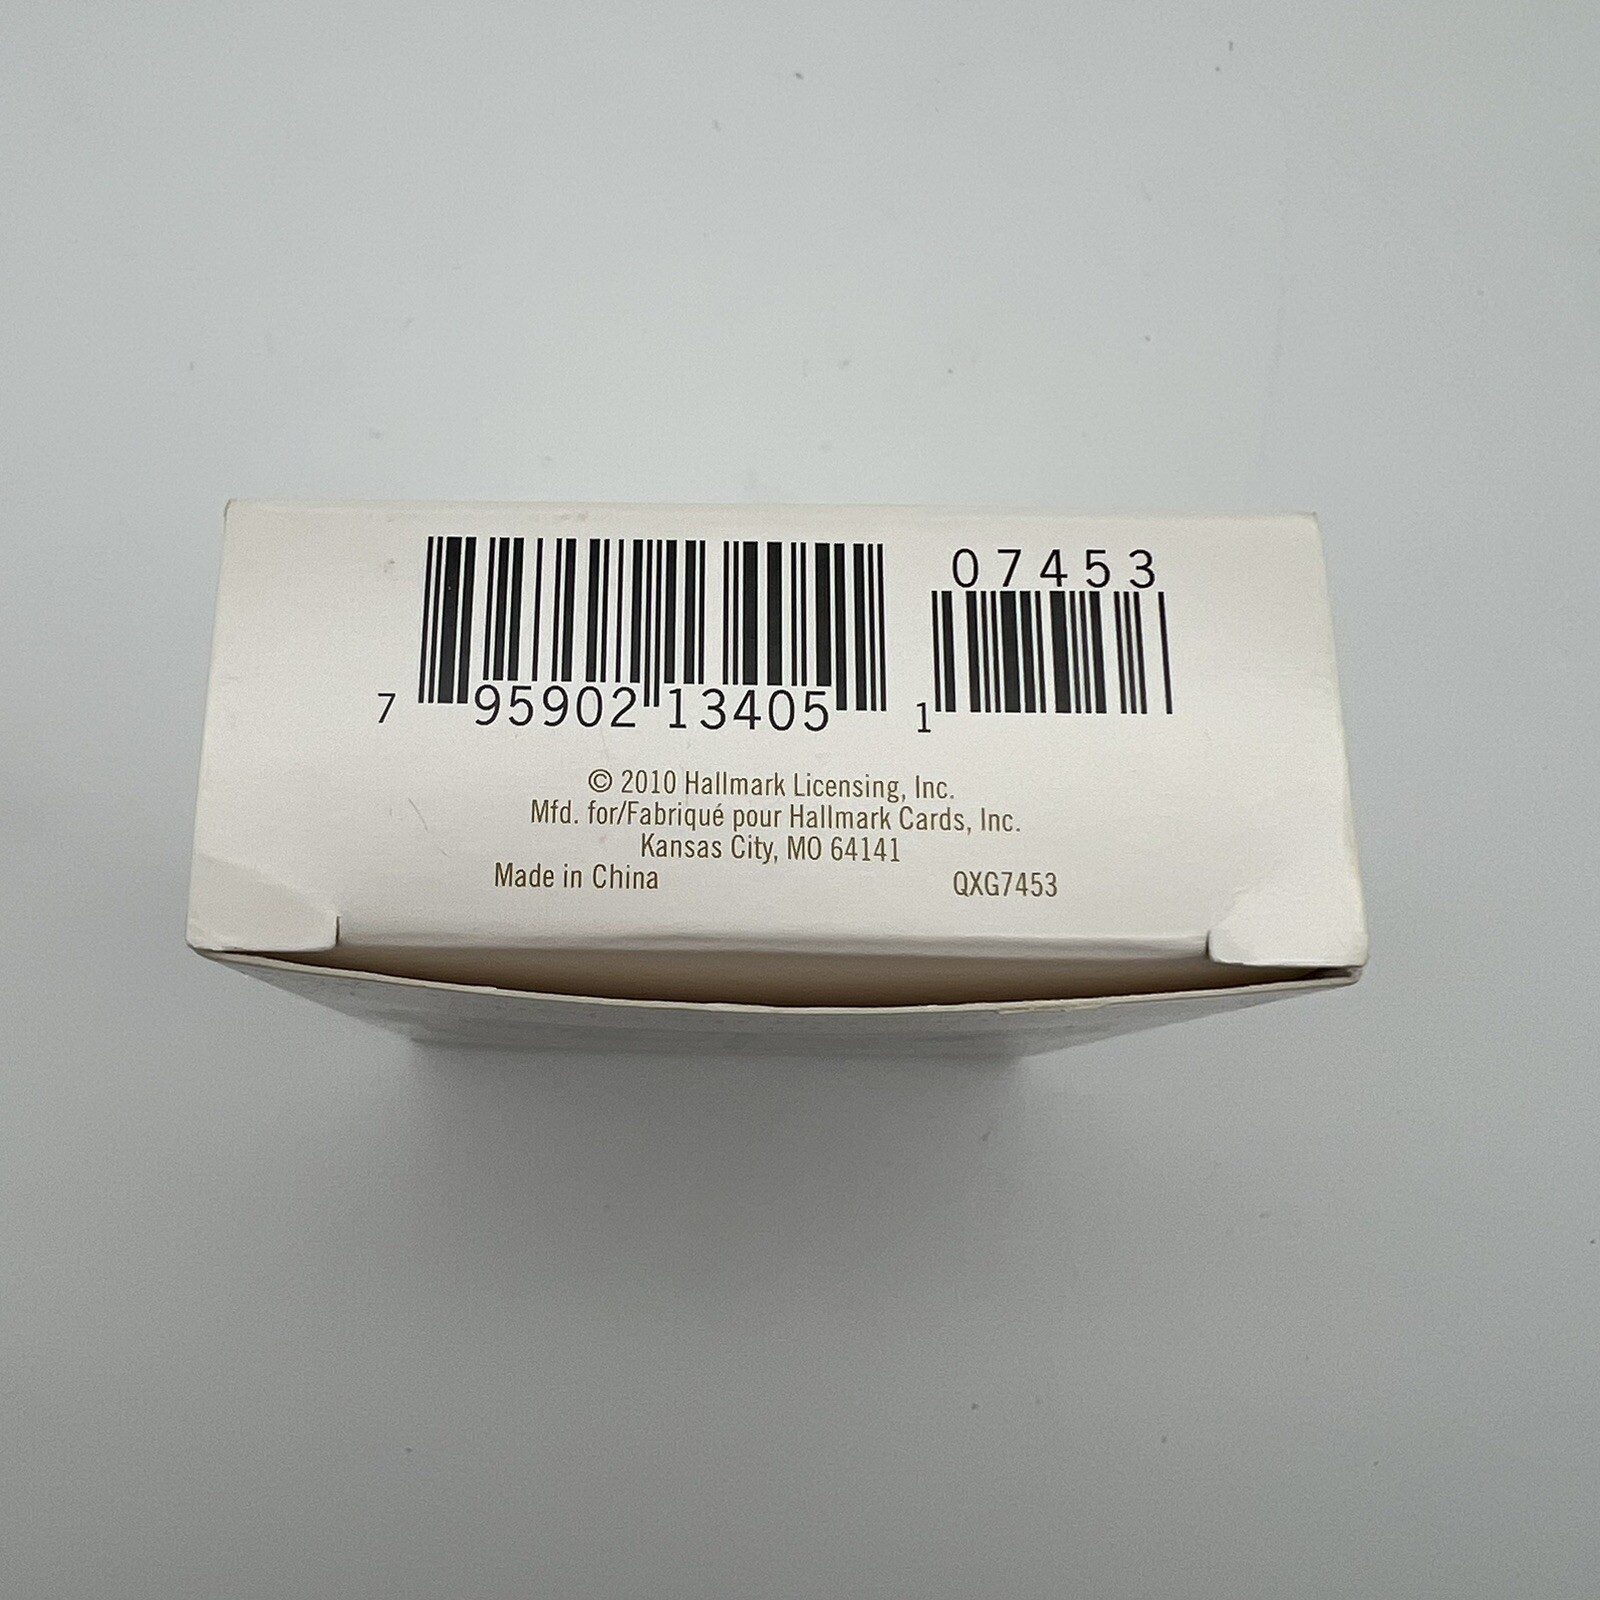 07453
7 95902 13405 1
© 2010 Hallmark Licensing, Inc.
Mfd. for/Fabriqué pour Hallmark Cards, Inc.
Kansas City, MO 64141
Made in China QXG7453